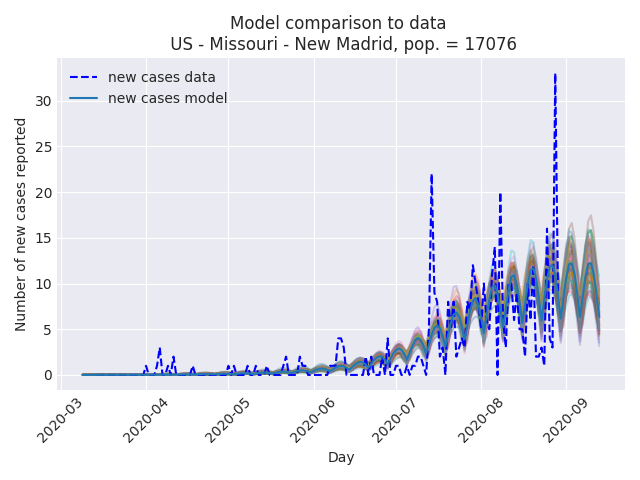 Model comparison to data
US - Missouri - New Madrid, pop. = 17076
new cases data
new cases model
Number of new cases reported
30
25
20
15
10
5
0
2020-03
2020-04
2020-05
2020-06
2020-07
2020-08
2020-09
Day